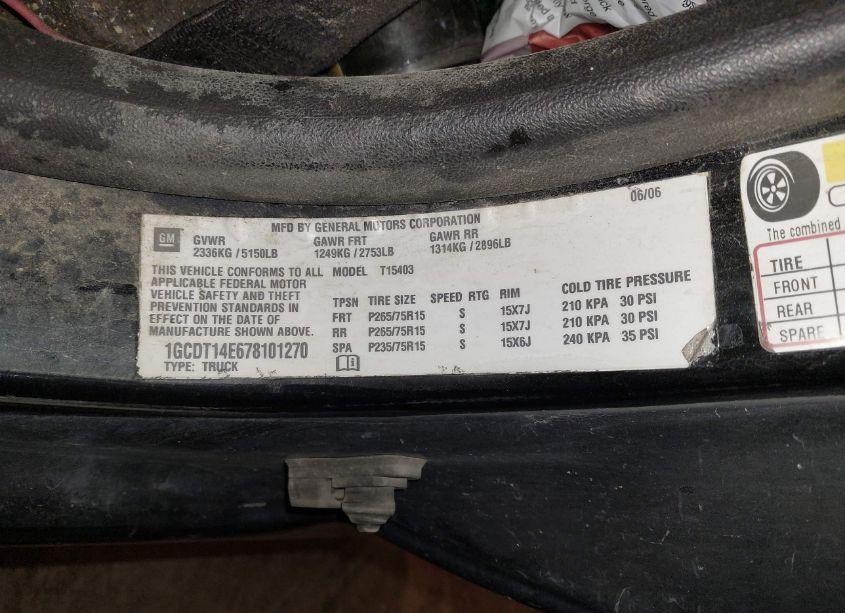 06/06
MFD BY GENERAL MOTORS CORPORATION
GM GVWR GAWR FRT GAWR RR
2336KG / 5150LB 1249KG / 2753LB 1314KG / 2896LB
THIS VEHICLE CONFORMS TO ALL
APPLICABLE FEDERAL MOTOR
VEHICLE SAFETY AND THEFT
PREVENTION STANDARDS IN
EFFECT ON THE DATE OF
MANUFACTURE SHOWN ABOVE.
1GCDT14E678101270
TYPE: TRUCK
MODEL T15403
TPSN TIRE SIZE SPEED RTG RIM COLD TIRE PRESSURE
FRT P265/75R15 S 15X7J 210 KPA 30 PSI
RR P265/75R15 S 15X7J 210 KPA 30 PSI
SPA P235/75R15 S 15X6J 240 KPA 35 PSI
The combined
TIRE
FRONT
REAR
SPARE